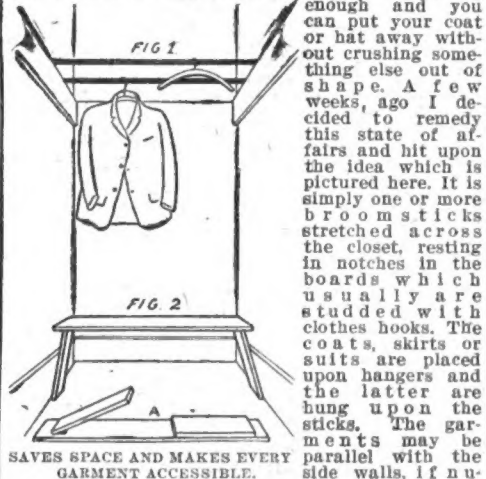 FIG 1
FIG. 2
A
SAVES SPACE AND MAKES EVERY
GARMENT ACCESSIBLE.
enough and you
can put your coat
or hat away with-
out crushing some-
thing else out of
shape. A few
weeks, ago I de-
cided to remedy
this state of af-
fairs and hit upon
the idea which is
pictured here. It is
simply one or more
broomsticks
stretched across
the closet, resting
in notches in the
boards which
usually are
studded with
clothes hooks. The
coats, skirts or
suits are placed
upon hangers and
the latter are
hung upon the
sticks. The gar-
ments may be
parallel with the
side walls, if nu-